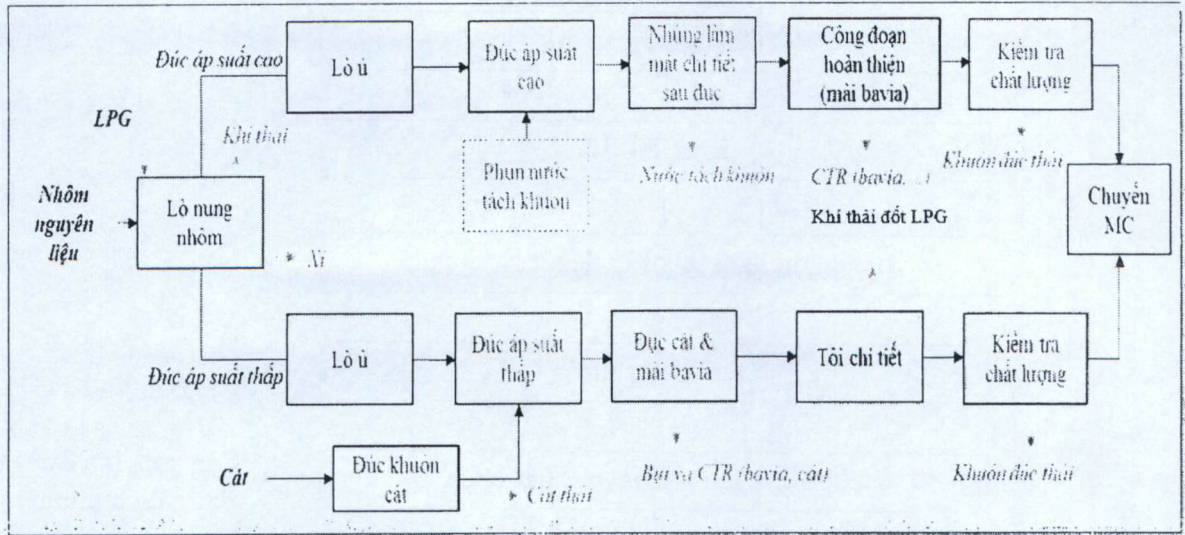 Đúc áp suất cao
Lò ủ
Đúc áp suất
cao
Nhúng làm
mát chi tiết
sau đúc
Công đoạn
hoàn thiện
(mài bavia)
Kiểm tra
chất lượng
LPG
Khí thải
Phun nước
tách khuôn
Nước tách khuôn
CTR (bavia,
Khuôn đúc thải
Nhôm
nguyên
liệu
Lò nung
nhôm
Khí thải đốt LPG
Chuyển
MC
Xỉ
Đúc áp suất thấp
Lò ủ
Đúc áp suất
thấp
Đục cát &
mài bavia
Tôi chi tiết
Kiểm tra
chất lượng
Cát
Đúc khuôn
cát
Cát thải
Bụi và CTR (bavia, cát)
Khuôn đúc thải